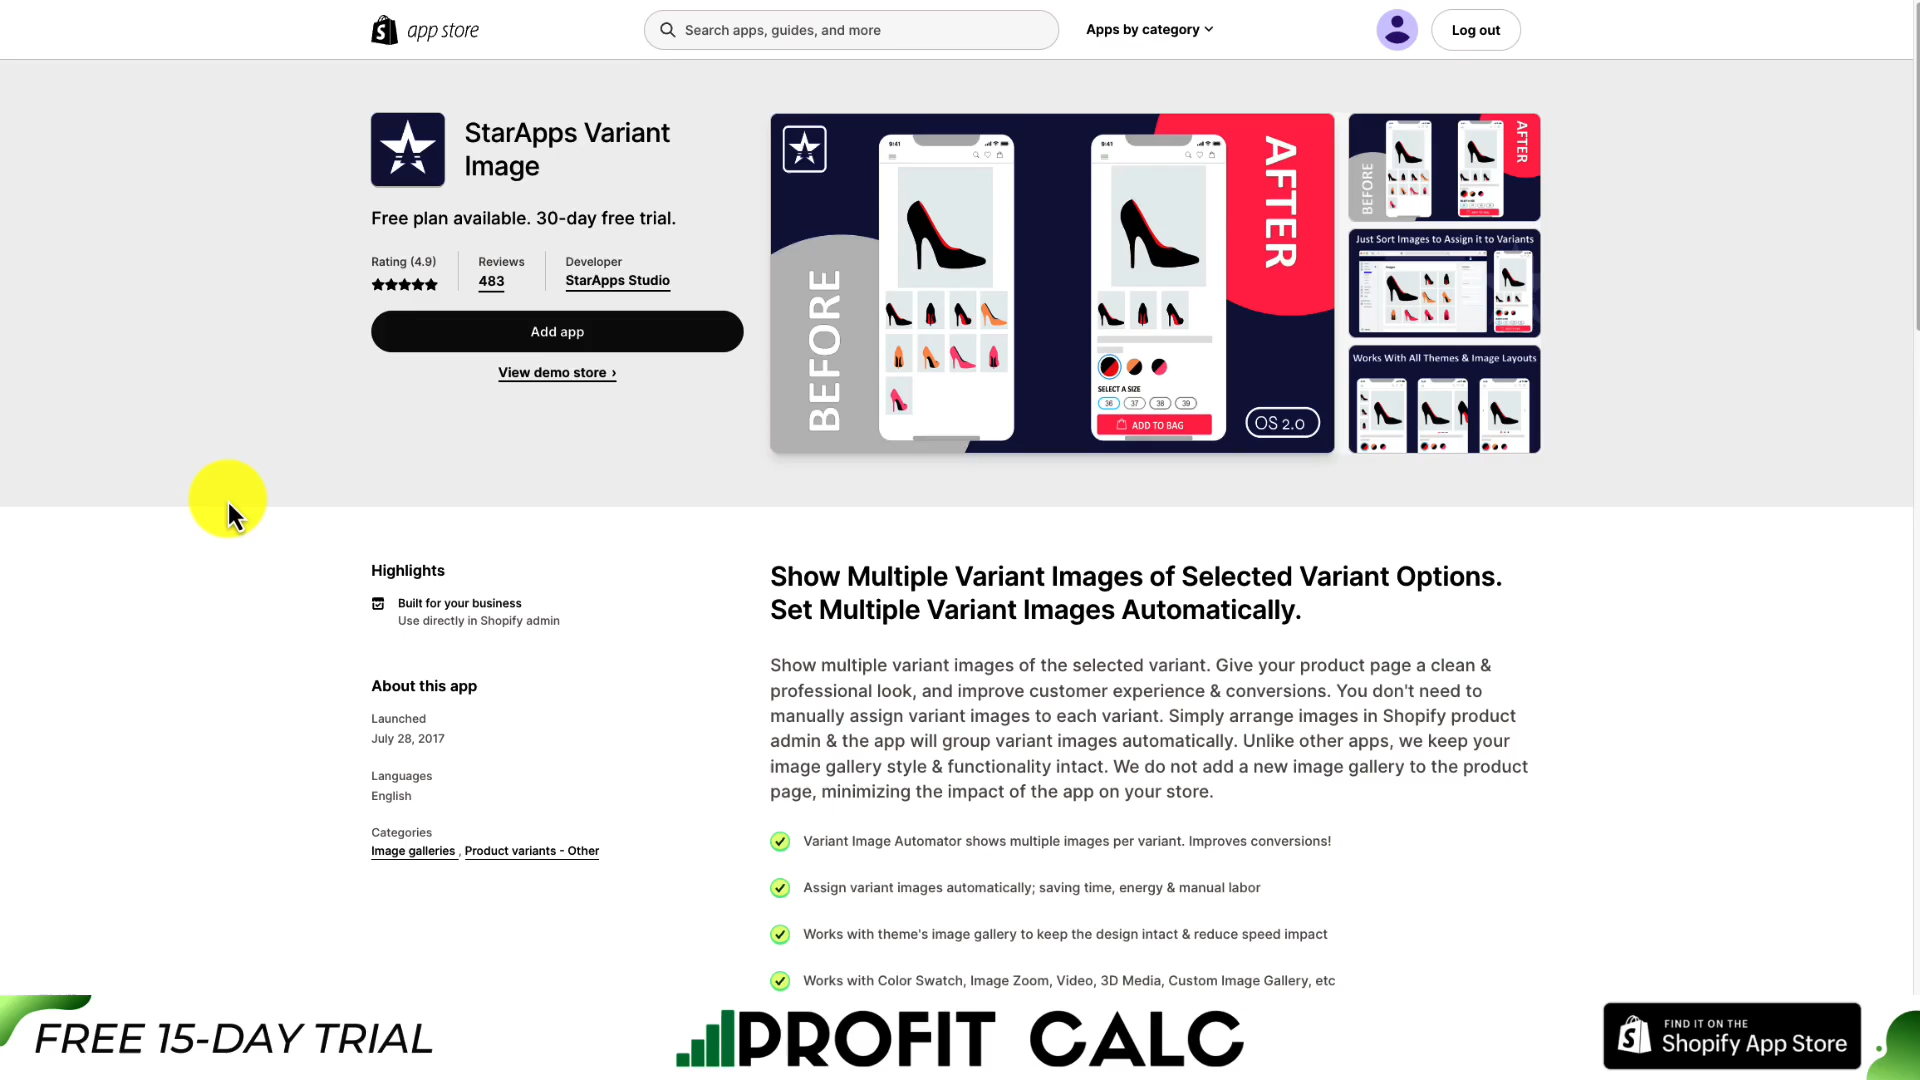 app store
Search apps, guides, and more
Apps by category
Log out
StarApps Variant
Image
Free plan available. 30-day free trial.
Rating (4.9)
Reviews
483
Developer
StarApps Studio
Add app
View demo store ›
BEFORE
9:41
9:41
SELECT A SIZE
36 37 38 39
ADD TO BAG
AFTER
OS 2.0
BEFORE
AFTER
Just Sort Images to Assign it to Variants
Works With All Themes & Image Layouts
Highlights
Built for your business
Use directly in Shopify admin
About this app
Launched
July 28, 2017
Languages
English
Categories
Image galleries , Product variants - Other
Show Multiple Variant Images of Selected Variant Options.
Set Multiple Variant Images Automatically.
Show multiple variant images of the selected variant. Give your product page a clean &
professional look, and improve customer experience & conversions. You don't need to
manually assign variant images to each variant. Simply arrange images in Shopify product
admin & the app will group variant images automatically. Unlike other apps, we keep your
image gallery style & functionality intact. We do not add a new image gallery to the product
page, minimizing the impact of the app on your store.
Variant Image Automator shows multiple images per variant. Improves conversions!
Assign variant images automatically; saving time, energy & manual labor
Works with theme's image gallery to keep the design intact & reduce speed impact
Works with Color Swatch, Image Zoom, Video, 3D Media, Custom Image Gallery, etc
FREE 15-DAY TRIAL
PROFIT CALC
FIND IT ON THE
Shopify App Store